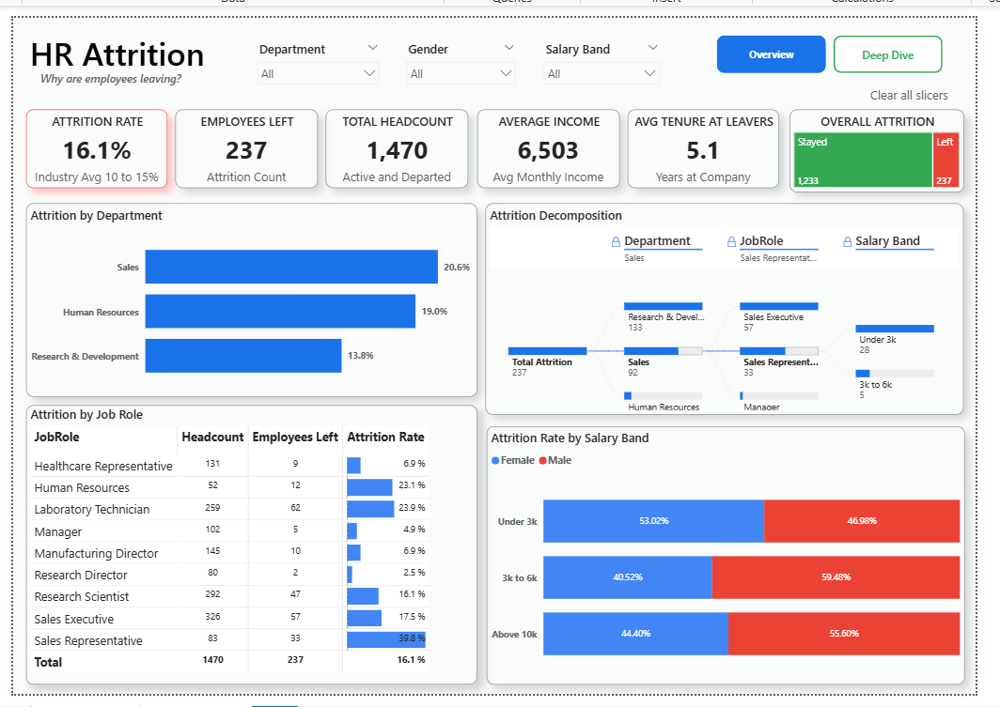 HR Attrition
Why are employees leaving?
Department
All
Gender
All
Salary Band
All
Overview
Deep Dive
Clear all slicers
ATTRITION RATE
16.1%
Industry Avg 10 to 15%
EMPLOYEES LEFT
237
Attrition Count
TOTAL HEADCOUNT
1,470
Active and Departed
AVERAGE INCOME
6,503
Avg Monthly Income
AVG TENURE AT LEAVERS
5.1
Years at Company
OVERALL ATTRITION
Stayed
1,233
Left
237
Attrition by Department
Sales 20.6%
Human Resources 19.0%
Research & Development 13.8%
Attrition Decomposition
Department
Sales
JobRole
Sales Representat...
Salary Band
Total Attrition
237
Research & Devel...
133
Sales
92
Human Resources
Sales Executive
57
Sales Represent...
33
Manager
Under 3k
28
3k to 6k
5
Attrition by Job Role
JobRole Headcount Employees Left Attrition Rate
Healthcare Representative 131 9 6.9 %
Human Resources 52 12 23.1 %
Laboratory Technician 259 62 23.9 %
Manager 102 5 4.9 %
Manufacturing Director 145 10 6.9 %
Research Director 80 2 2.5 %
Research Scientist 292 47 16.1 %
Sales Executive 326 57 17.5 %
Sales Representative 83 33 39.8 %
Total 1470 237 16.1 %
Attrition Rate by Salary Band
Female Male
Under 3k 53.02% 46.98%
3k to 6k 40.52% 59.48%
Above 10k 44.40% 55.60%